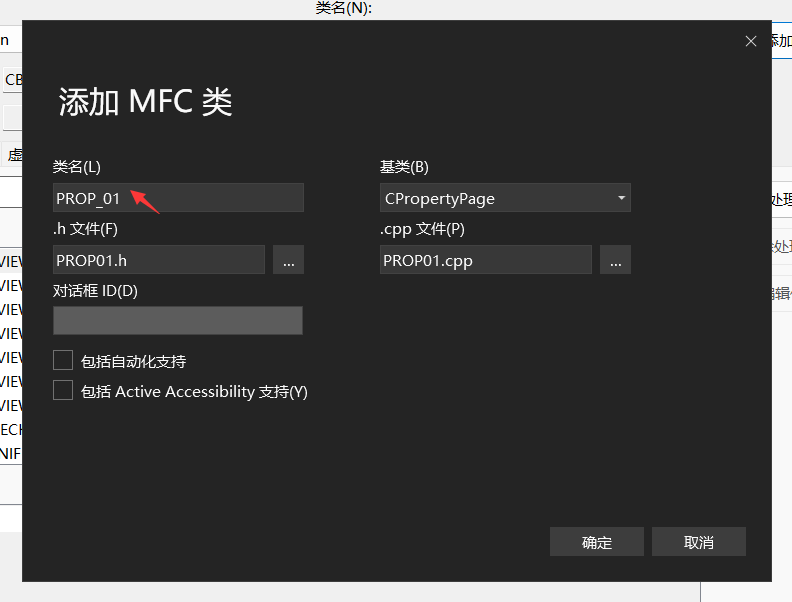 类名(N):
n
添加
CB
添加 MFC 类
虚
类名(L)
基类(B)
PROP_01
CPropertyPage
处理
.h 文件(F)
.cpp 文件(P)
处
PROP01.h
...
PROP01.cpp
...
VIEW
对话框 ID(D)
VIEW
编辑
VIEW
VIEW
包括自动化支持
VIEW
VIEW
包括 Active Accessibility 支持(Y)
VIEW
ECH
NIF
确定
取消